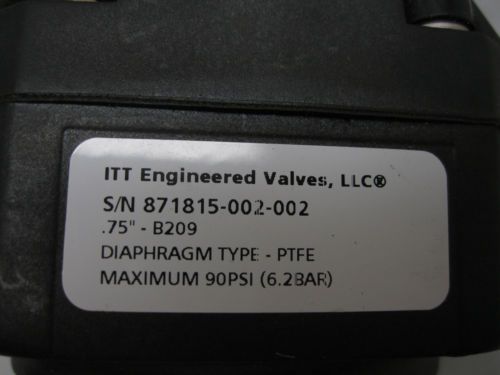 ITT Engineered Valves, LLC®
S/N 871815-002-002
.75" - B209
DIAPHRAGM TYPE - PTFE
MAXIMUM 90PSI (6.2BAR)